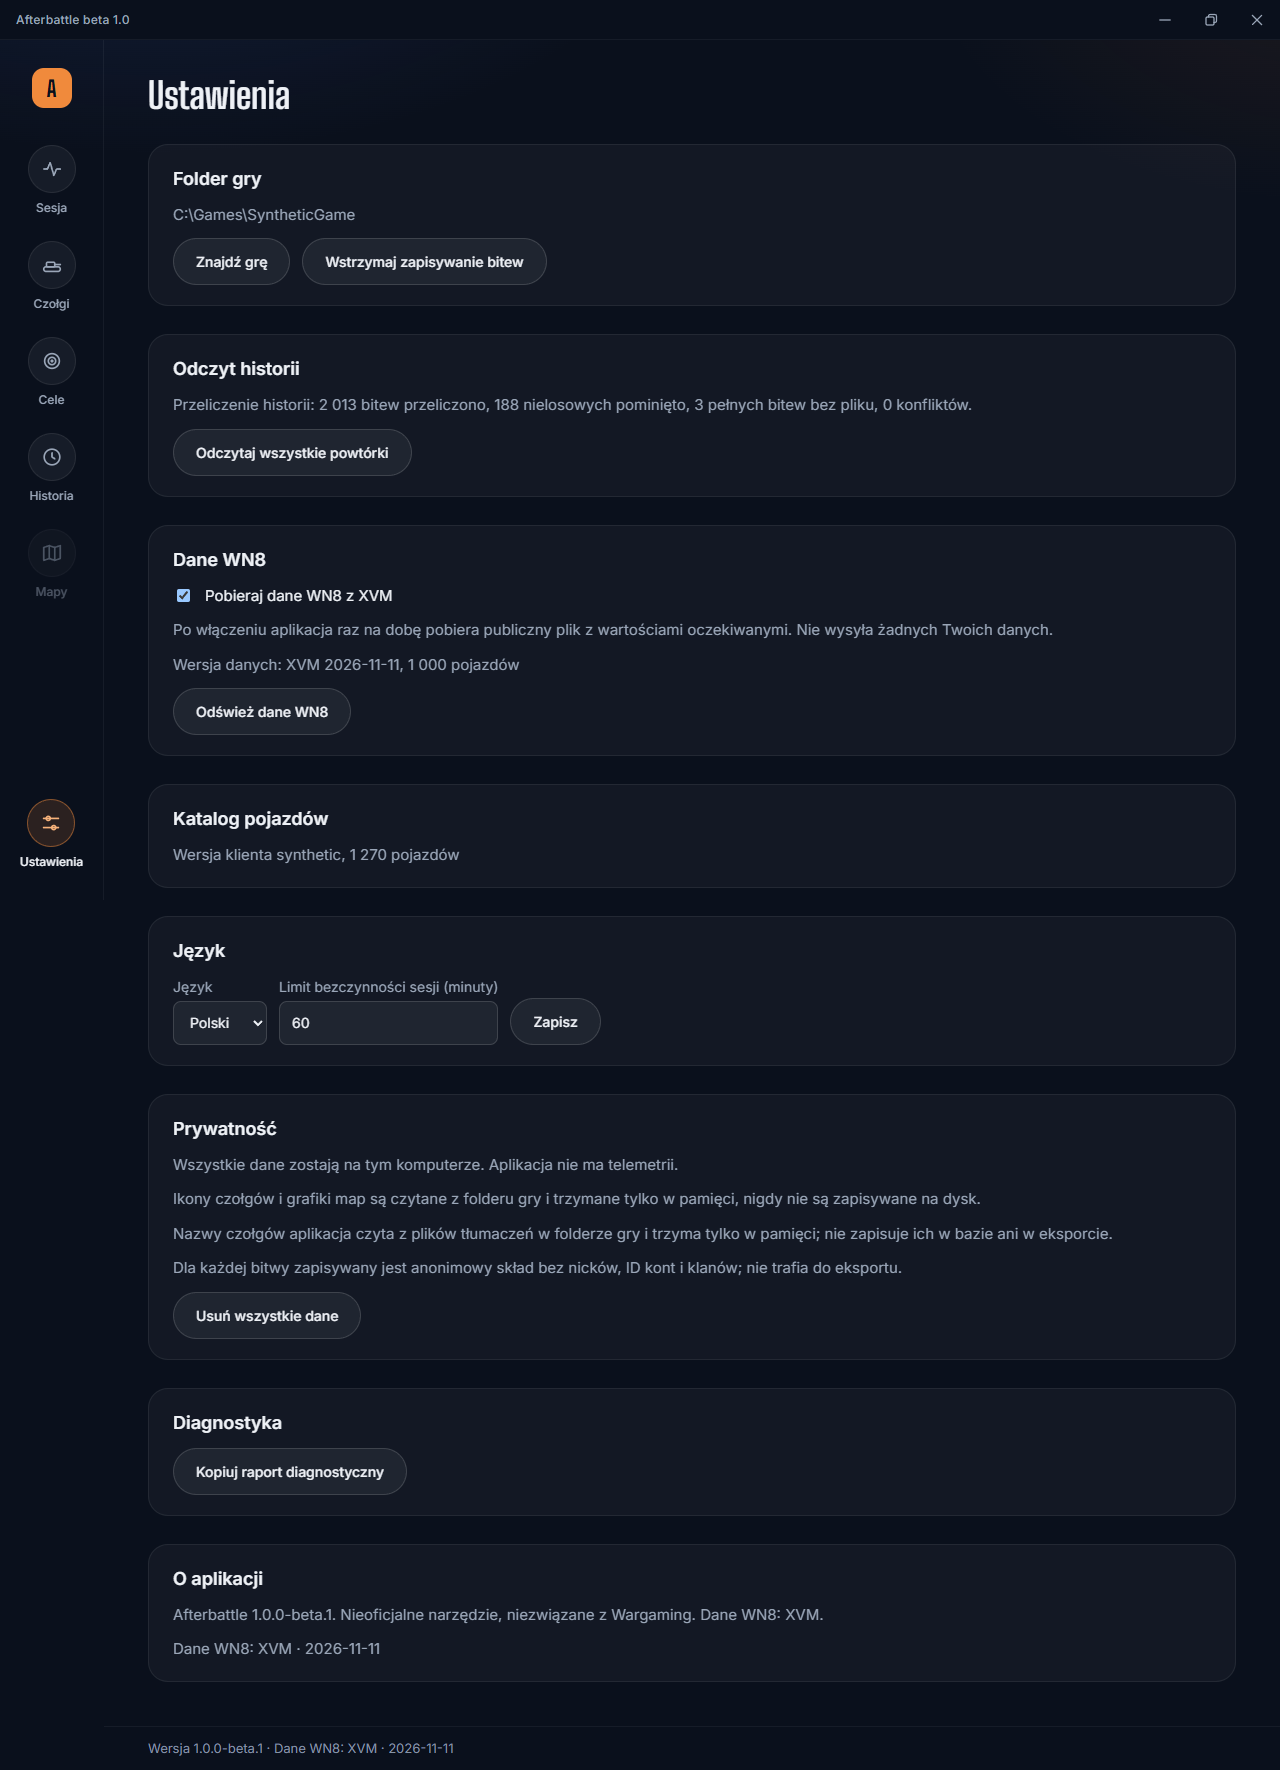 Afterbattle beta 1.0
A
Ustawienia
Sesja
Czołgi
Cele
Historia
Mapy
Ustawienia
Folder gry
C:\Games\SyntheticGame
Znajdź grę
Wstrzymaj zapisywanie bitew
Odczyt historii
Przeliczenie historii: 2 013 bitew przeliczono, 188 nielosowych pominięto, 3 pełnych bitew bez pliku, 0 konfliktów.
Odczytaj wszystkie powtórki
Dane WN8
Pobieraj dane WN8 z XVM
Po włączeniu aplikacja raz na dobę pobiera publiczny plik z wartościami oczekiwanymi. Nie wysyła żadnych Twoich danych.
Wersja danych: XVM 2026-11-11, 1 000 pojazdów
Odśwież dane WN8
Katalog pojazdów
Wersja klienta synthetic, 1 270 pojazdów
Język
Język
Limit bezczynności sesji (minuty)
Polski
60
Zapisz
Prywatność
Wszystkie dane zostają na tym komputerze. Aplikacja nie ma telemetrii.
Ikony czołgów i grafiki map są czytane z folderu gry i trzymane tylko w pamięci, nigdy nie są zapisywane na dysk.
Nazwy czołgów aplikacja czyta z plików tłumaczeń w folderze gry i trzyma tylko w pamięci; nie zapisuje ich w bazie ani w eksporcie.
Dla każdej bitwy zapisywany jest anonimowy skład bez nicków, ID kont i klanów; nie trafia do eksportu.
Usuń wszystkie dane
Diagnostyka
Kopiuj raport diagnostyczny
O aplikacji
Afterbattle 1.0.0-beta.1. Nieoficjalne narzędzie, niezwiązane z Wargaming. Dane WN8: XVM.
Dane WN8: XVM · 2026-11-11
Wersja 1.0.0-beta.1 · Dane WN8: XVM · 2026-11-11